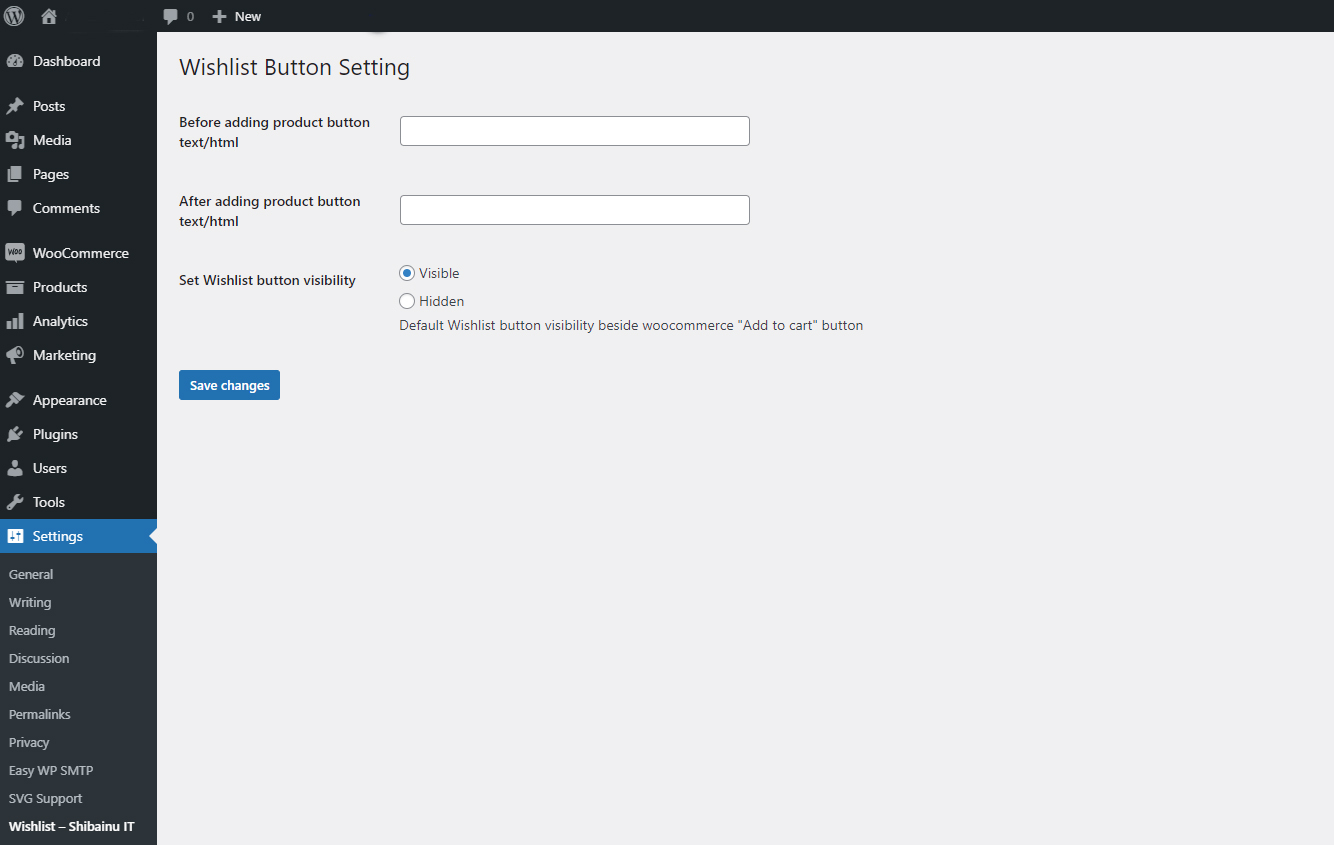 0 New
Dashboard
Posts
Media
Pages
Comments
woo WooCommerce
Products
Analytics
Marketing
Appearance
Plugins
Users
Tools
Settings
General
Writing
Reading
Discussion
Media
Permalinks
Privacy
Easy WP SMTP
SVG Support
Wishlist – Shibainu IT
Wishlist Button Setting
Before adding product button
text/html
After adding product button
text/html
Set Wishlist button visibility
Visible
Hidden
Default Wishlist button visibility beside woocommerce "Add to cart" button
Save changes